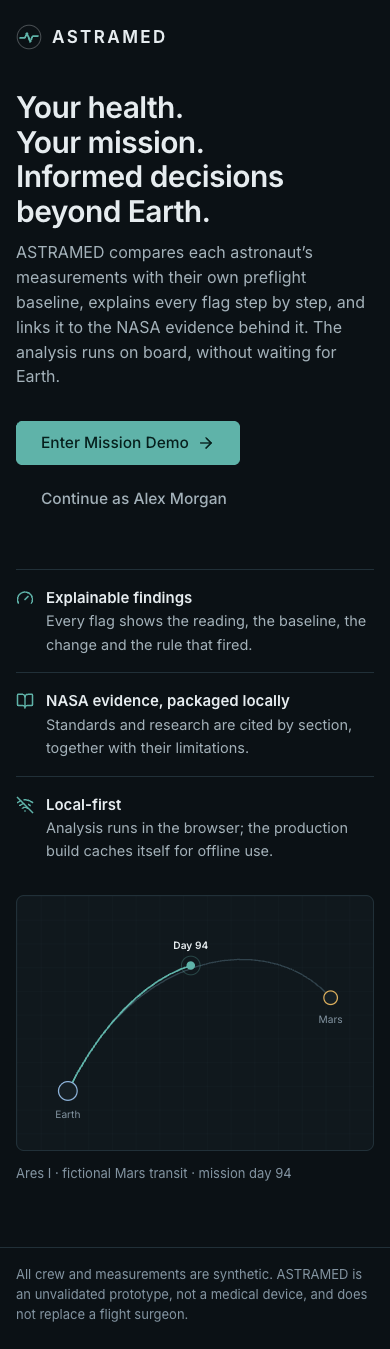 ASTRAMED
Your health.
Your mission.
Informed decisions
beyond Earth.
ASTRAMED compares each astronaut’s
measurements with their own preflight
baseline, explains every flag step by step, and
links it to the NASA evidence behind it. The
analysis runs on board, without waiting for
Earth.
Enter Mission Demo →
Continue as Alex Morgan
Explainable findings
Every flag shows the reading, the baseline, the
change and the rule that fired.
NASA evidence, packaged locally
Standards and research are cited by section,
together with their limitations.
Local-first
Analysis runs in the browser; the production
build caches itself for offline use.
Day 94
Mars
Earth
Ares I · fictional Mars transit · mission day 94
All crew and measurements are synthetic. ASTRAMED is
an unvalidated prototype, not a medical device, and does
not replace a flight surgeon.